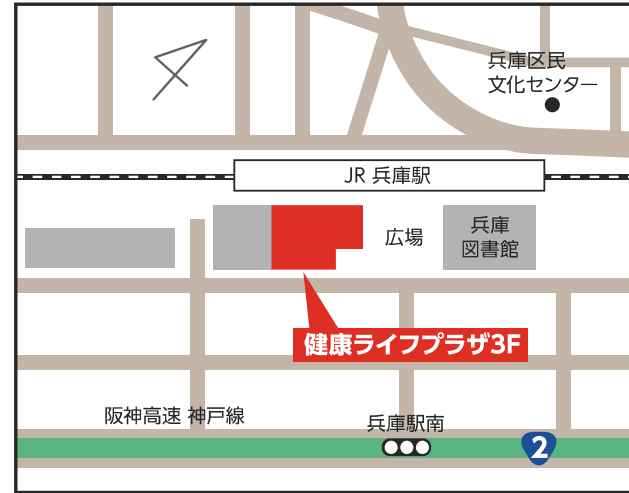 兵庫区民
文化センター
JR 兵庫駅
広場
兵庫
図書館
健康ライフプラザ3F
阪神高速 神戸線
兵庫駅南
2